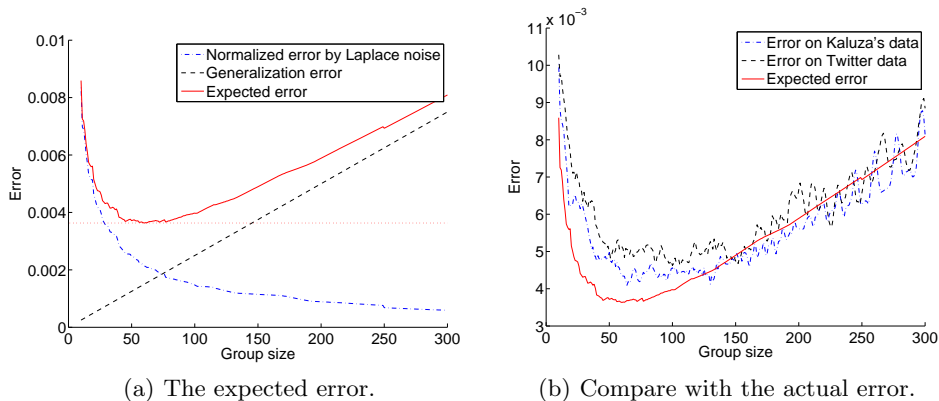 0.01
0.008
0.006
0.004
0.002
0
Error
Normalized error by Laplace noise
Generalization error
Expected error
0 50 100 150 200 250 300
Group size
(a) The expected error.
x 10⁻³
11
10
9
8
7
6
5
4
3
Error
Error on Kaluza's data
Error on Twitter data
Expected error
0 50 100 150 200 250 300
Group size
(b) Compare with the actual error.